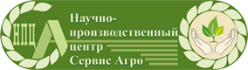 НПЦ А
Научно-
производственный
центр
Сервис Агро